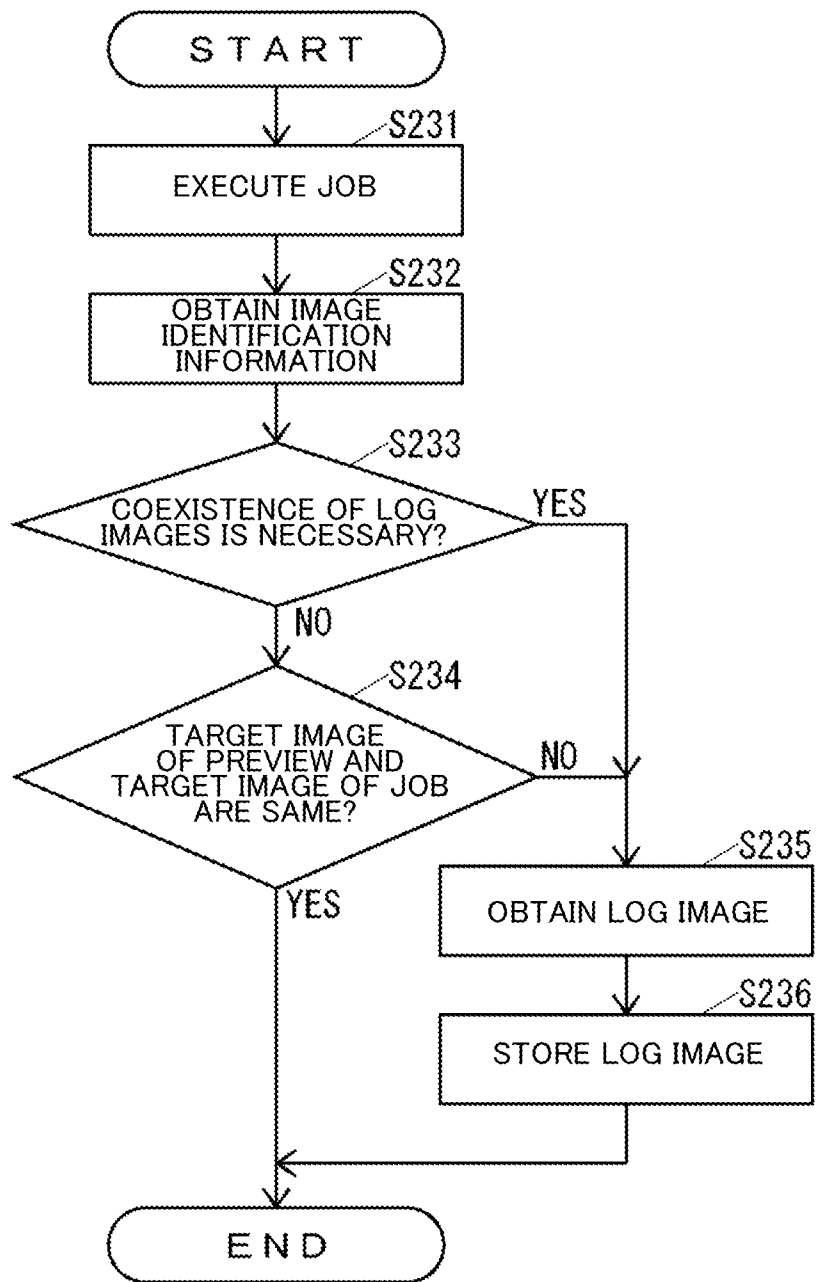 START
S231
EXECUTE JOB
S232
OBTAIN IMAGE
IDENTIFICATION
INFORMATION
S233
COEXISTENCE OF LOG
IMAGES IS NECESSARY?
YES
NO
S234
TARGET IMAGE
OF PREVIEW AND
TARGET IMAGE OF JOB
ARE SAME?
NO
YES
S235
OBTAIN LOG IMAGE
S236
STORE LOG IMAGE
END